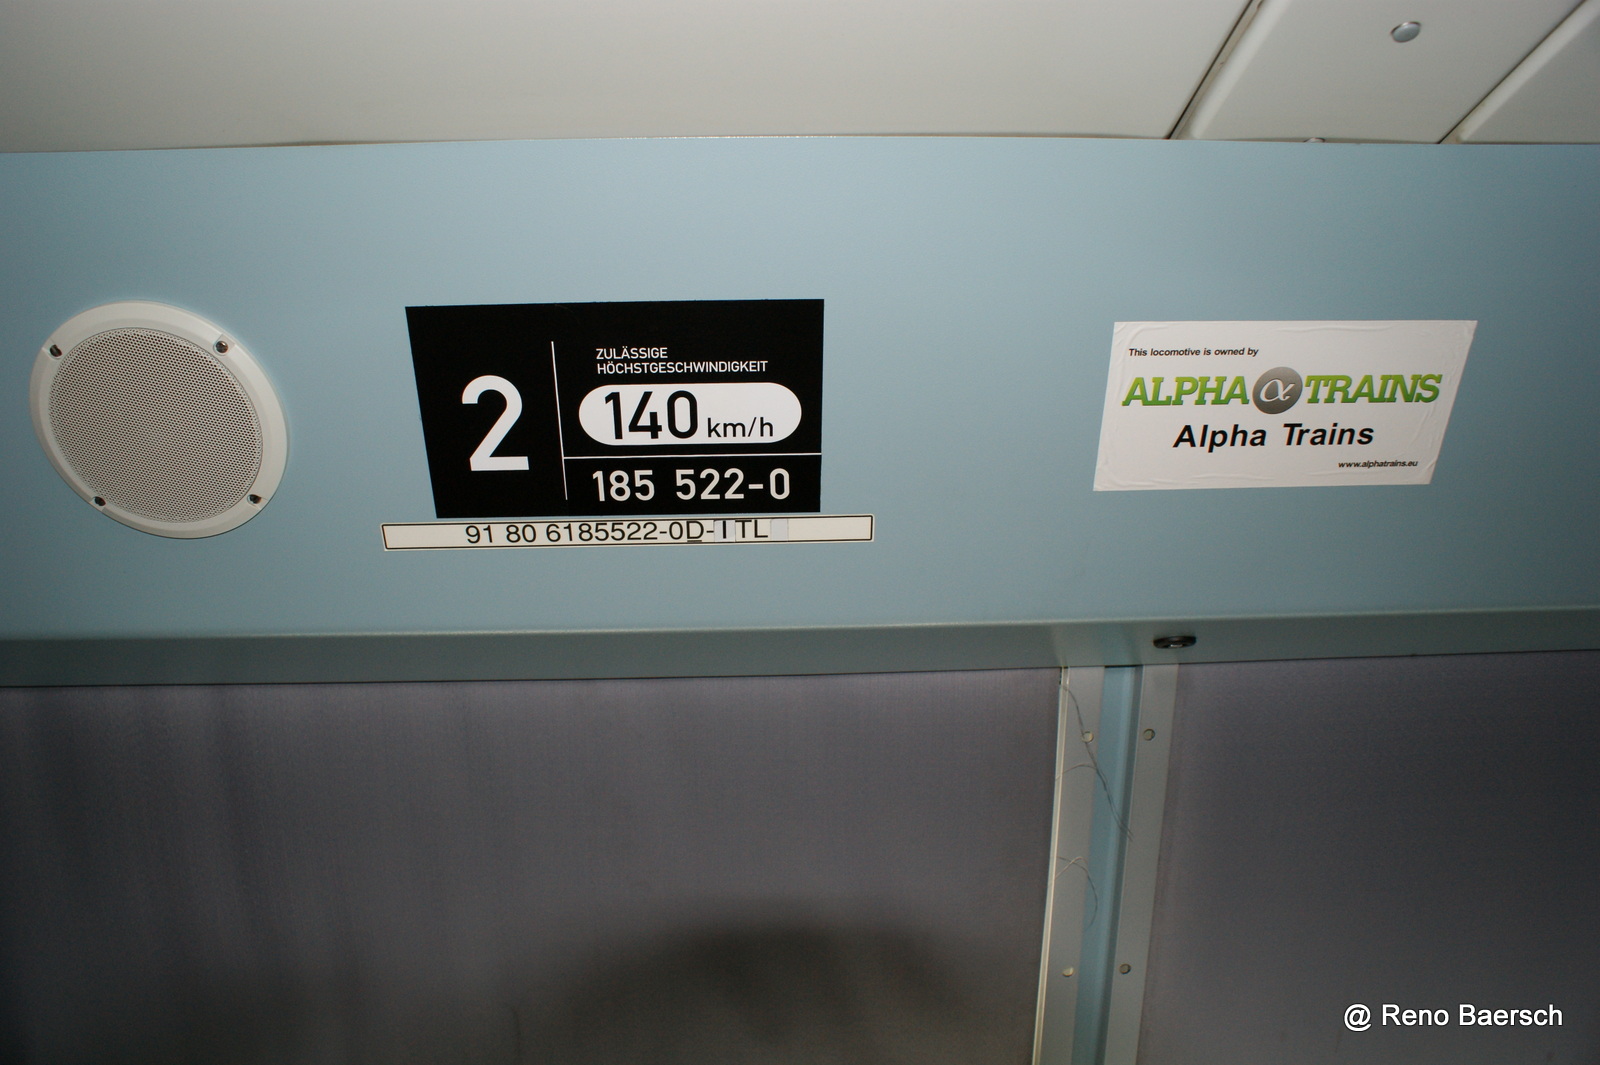 2
ZULÄSSIGE
HÖCHSTGESCHWINDIGKEIT
140 km/h
185 522-0
91 80 6185522-0D-ITL
This locomotive is owned by
ALPHA α TRAINS
Alpha Trains
www.alphatrains.eu
@ Reno Baersch